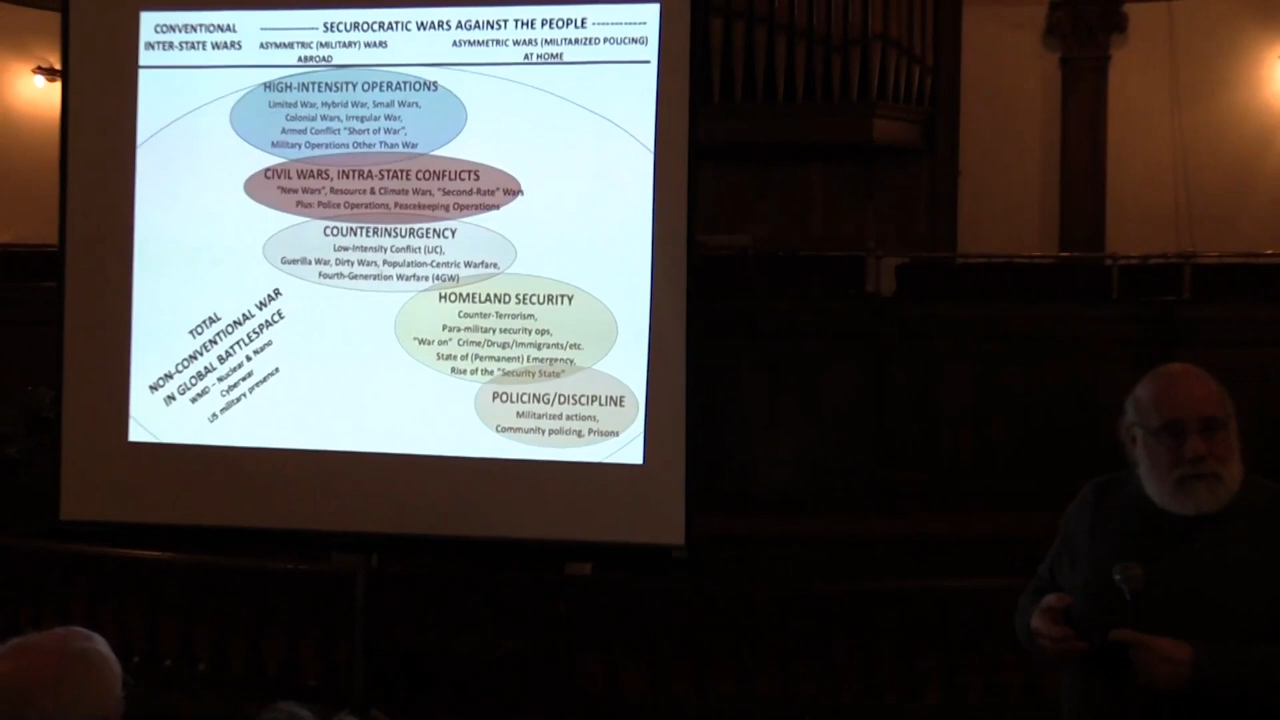 CONVENTIONAL
INTER-STATE WARS
SECUROCRATIC WARS AGAINST THE PEOPLE
ASYMMETRIC (MILITARY) WARS
ABROAD
ASYMMETRIC WARS (MILITARIZED POLICING)
AT HOME
HIGH-INTENSITY OPERATIONS
Limited War, Hybrid War, Small Wars,
Colonial Wars, Irregular War,
Armed Conflict "Short of War",
Military Operations Other Than War
CIVIL WARS, INTRA-STATE CONFLICTS
"New Wars", Resource & Climate Wars, "Second-Rate" Wars
Plus: Police Operations, Peacekeeping Operations
COUNTERINSURGENCY
Low-Intensity Conflict (UC),
Guerilla War, Dirty Wars, Population-Centric Warfare,
Fourth-Generation Warfare (4GW)
HOMELAND SECURITY
Counter-Terrorism,
Para-military security ops,
"War on" Crime/Drugs/Immigrants/etc.
State of (Permanent) Emergency,
Rise of the "Security State"
POLICING/DISCIPLINE
Militarized actions,
Community policing, Prisons
TOTAL
NON-CONVENTIONAL WAR
IN GLOBAL BATTLESPACE
WMD – Nuclear & Nano
Cyberwar
US military presence